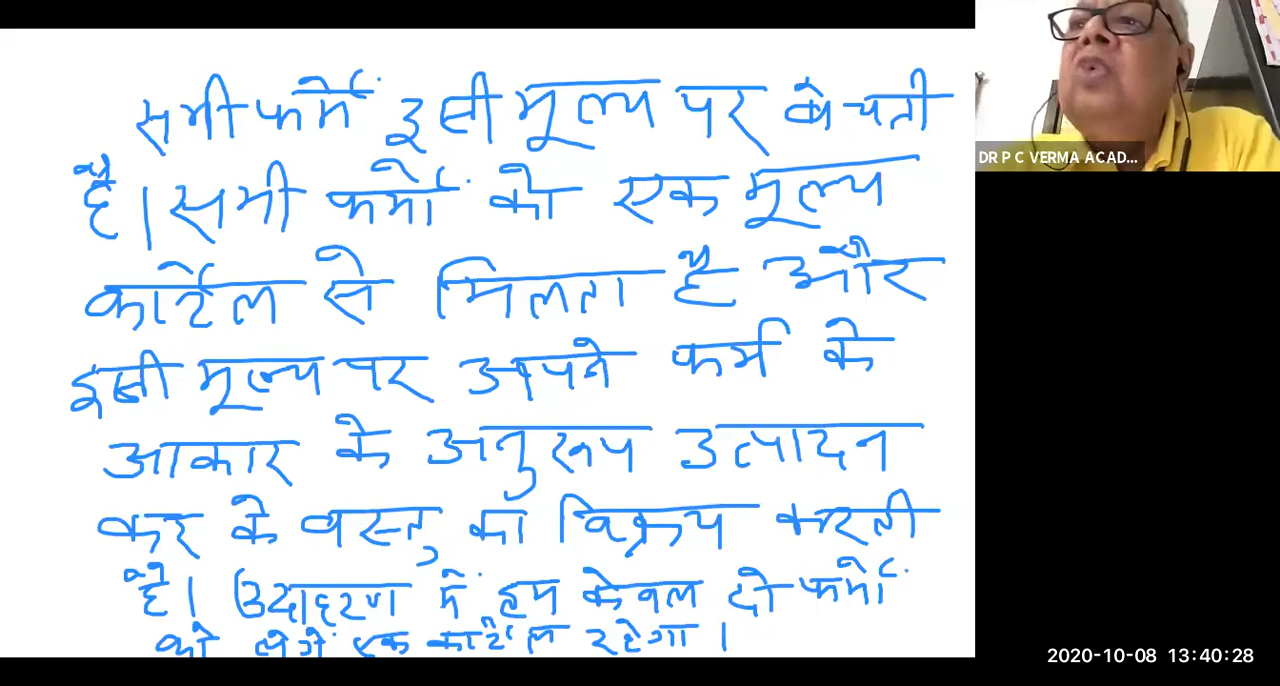 सभी फर्में इसी मूल्य पर बेचती
हैं। सभी फर्मों को एक मूल्य
कार्टेल से मिलता है और
इसी मूल्य पर अपने फर्म के
आकार के अनुरूप उत्पादन
कर के वस्तु का विक्रय करती
है। उदाहरण में हम केवल दो फर्मों
को लेंगे एक कार्टेल रहेगा।
DR P C VERMA ACAD...
2020-10-08 13:40:28